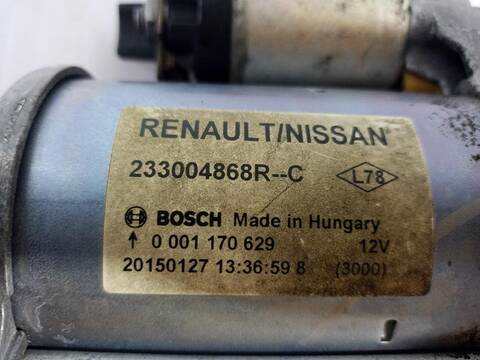 RENAULT/NISSAN
233004868R--C L78
BOSCH Made in Hungary
↑ 0 001 170 629 12V
20150127 13:36:59 8 (3000)